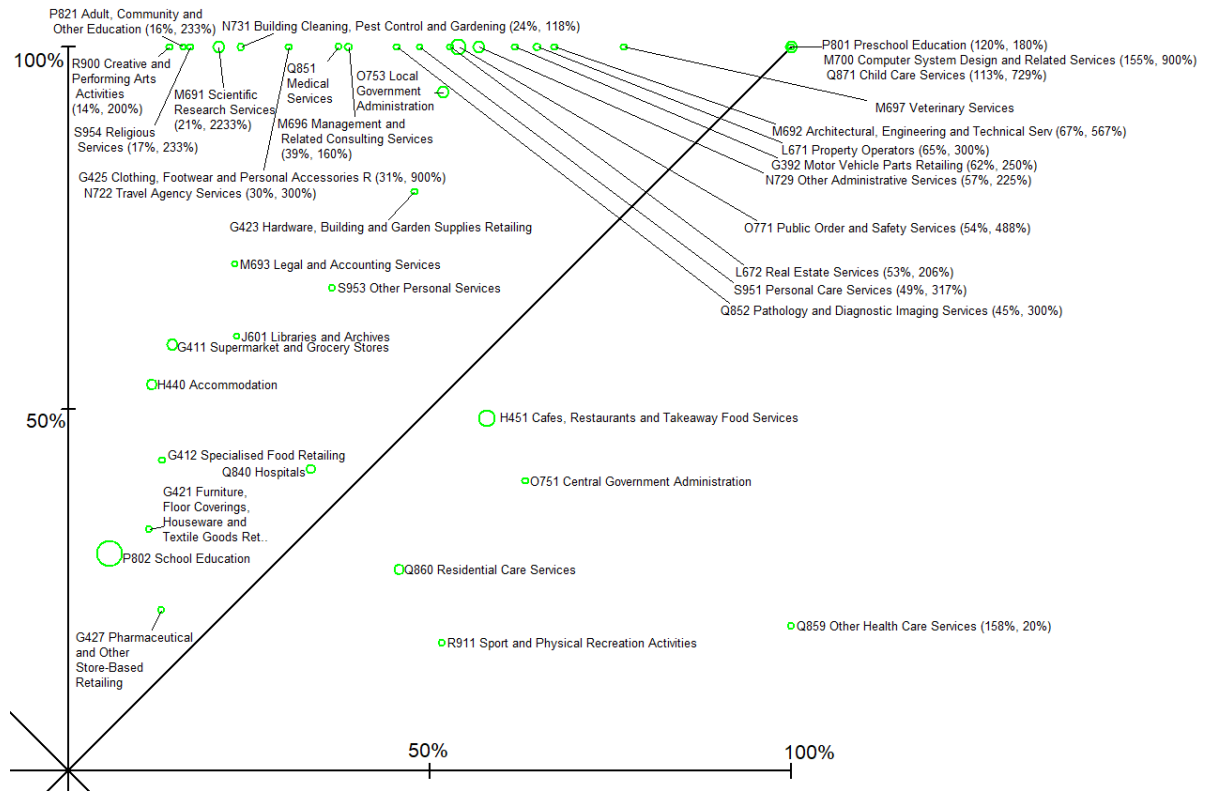 P821 Adult, Community and
Other Education (16%, 233%)
N731 Building Cleaning, Pest Control and Gardening (24%, 118%)
100%
R900 Creative and
Performing Arts
Activities
(14%, 200%)
S954 Religious
Services (17%, 233%)
M691 Scientific
Research Services
(21%, 2233%)
Q851
Medical
Services
O753 Local
Government
Administration
M696 Management and
Related Consulting Services
(39%, 160%)
G425 Clothing, Footwear and Personal Accessories R (31%, 900%)
N722 Travel Agency Services (30%, 300%)
P801 Preschool Education (120%, 180%)
M700 Computer System Design and Related Services (155%, 900%)
Q871 Child Care Services (113%, 729%)
M697 Veterinary Services
M692 Architectural, Engineering and Technical Serv (67%, 567%)
L671 Property Operators (65%, 300%)
G392 Motor Vehicle Parts Retailing (62%, 250%)
N729 Other Administrative Services (57%, 225%)
G423 Hardware, Building and Garden Supplies Retailing
O771 Public Order and Safety Services (54%, 488%)
M693 Legal and Accounting Services
L672 Real Estate Services (53%, 206%)
S953 Other Personal Services
S951 Personal Care Services (49%, 317%)
Q852 Pathology and Diagnostic Imaging Services (45%, 300%)
J601 Libraries and Archives
G411 Supermarket and Grocery Stores
H440 Accommodation
50%
H451 Cafes, Restaurants and Takeaway Food Services
G412 Specialised Food Retailing
Q840 Hospitals
O751 Central Government Administration
G421 Furniture,
Floor Coverings,
Houseware and
Textile Goods Ret..
P802 School Education
Q860 Residential Care Services
G427 Pharmaceutical
and Other
Store-Based
Retailing
R911 Sport and Physical Recreation Activities
Q859 Other Health Care Services (158%, 20%)
50%
100%